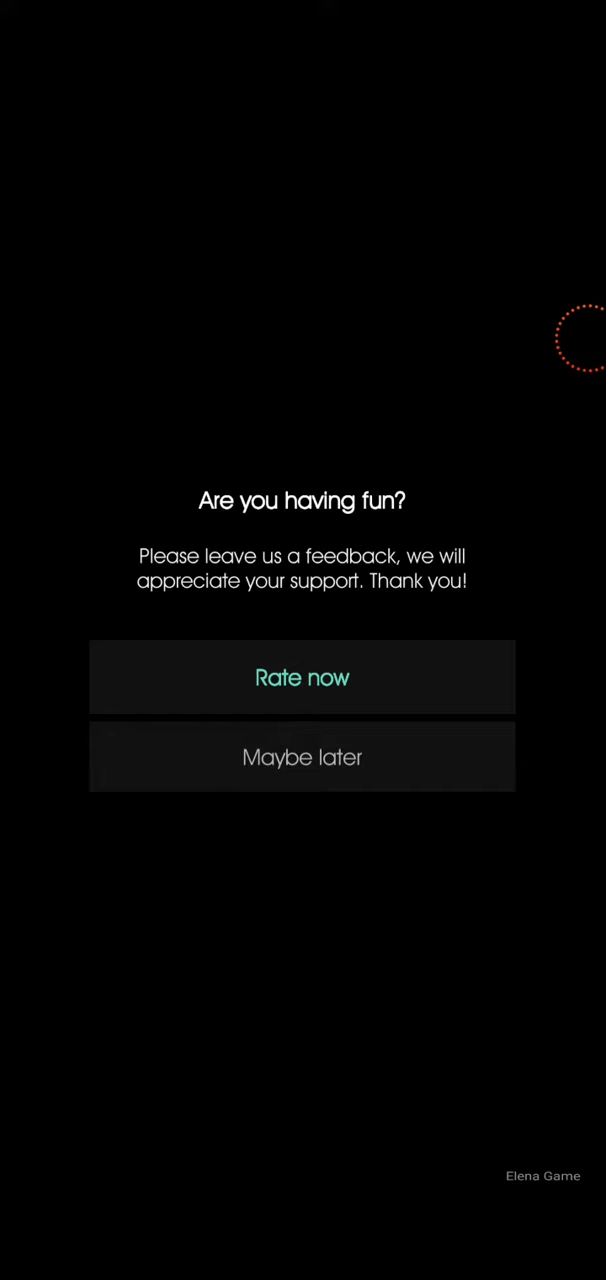 Are you having fun?
Please leave us a feedback, we will
appreciate your support. Thank you!
Rate now
Maybe later
Elena Game